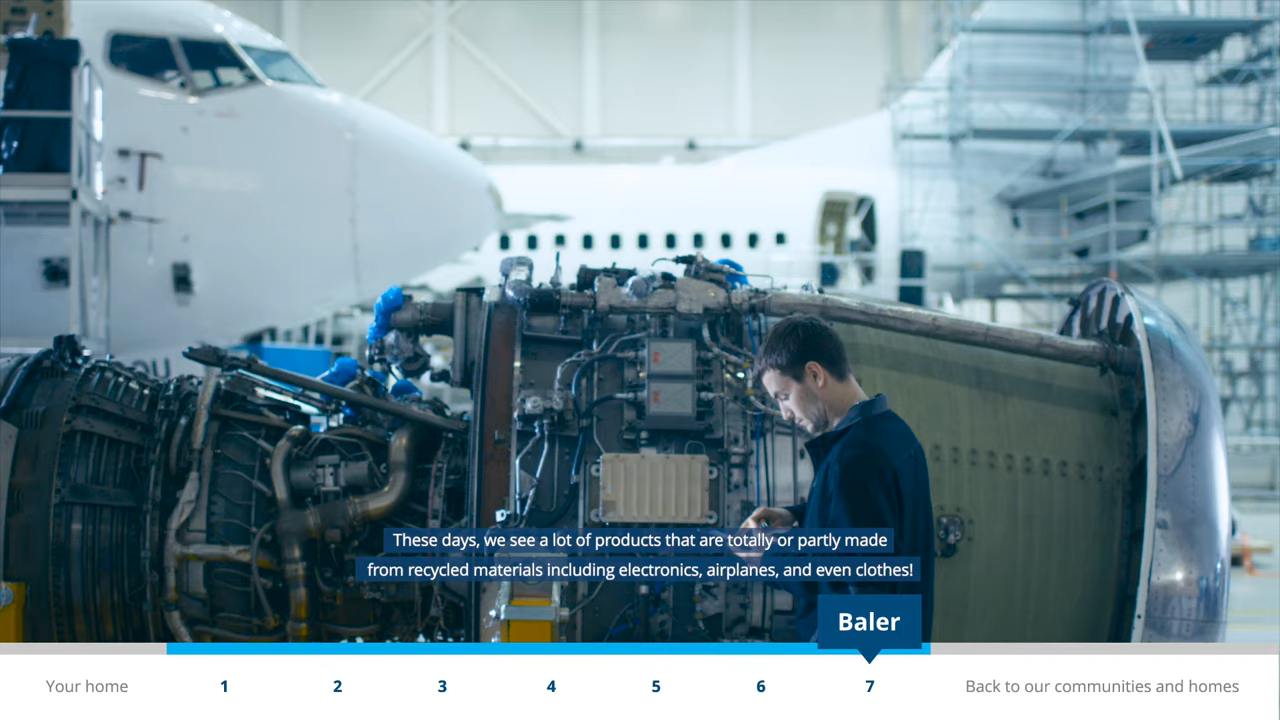 These days, we see a lot of products that are totally or partly made
from recycled materials including electronics, airplanes, and even clothes!
Baler
Your home 1 2 3 4 5 6 7 Back to our communities and homes